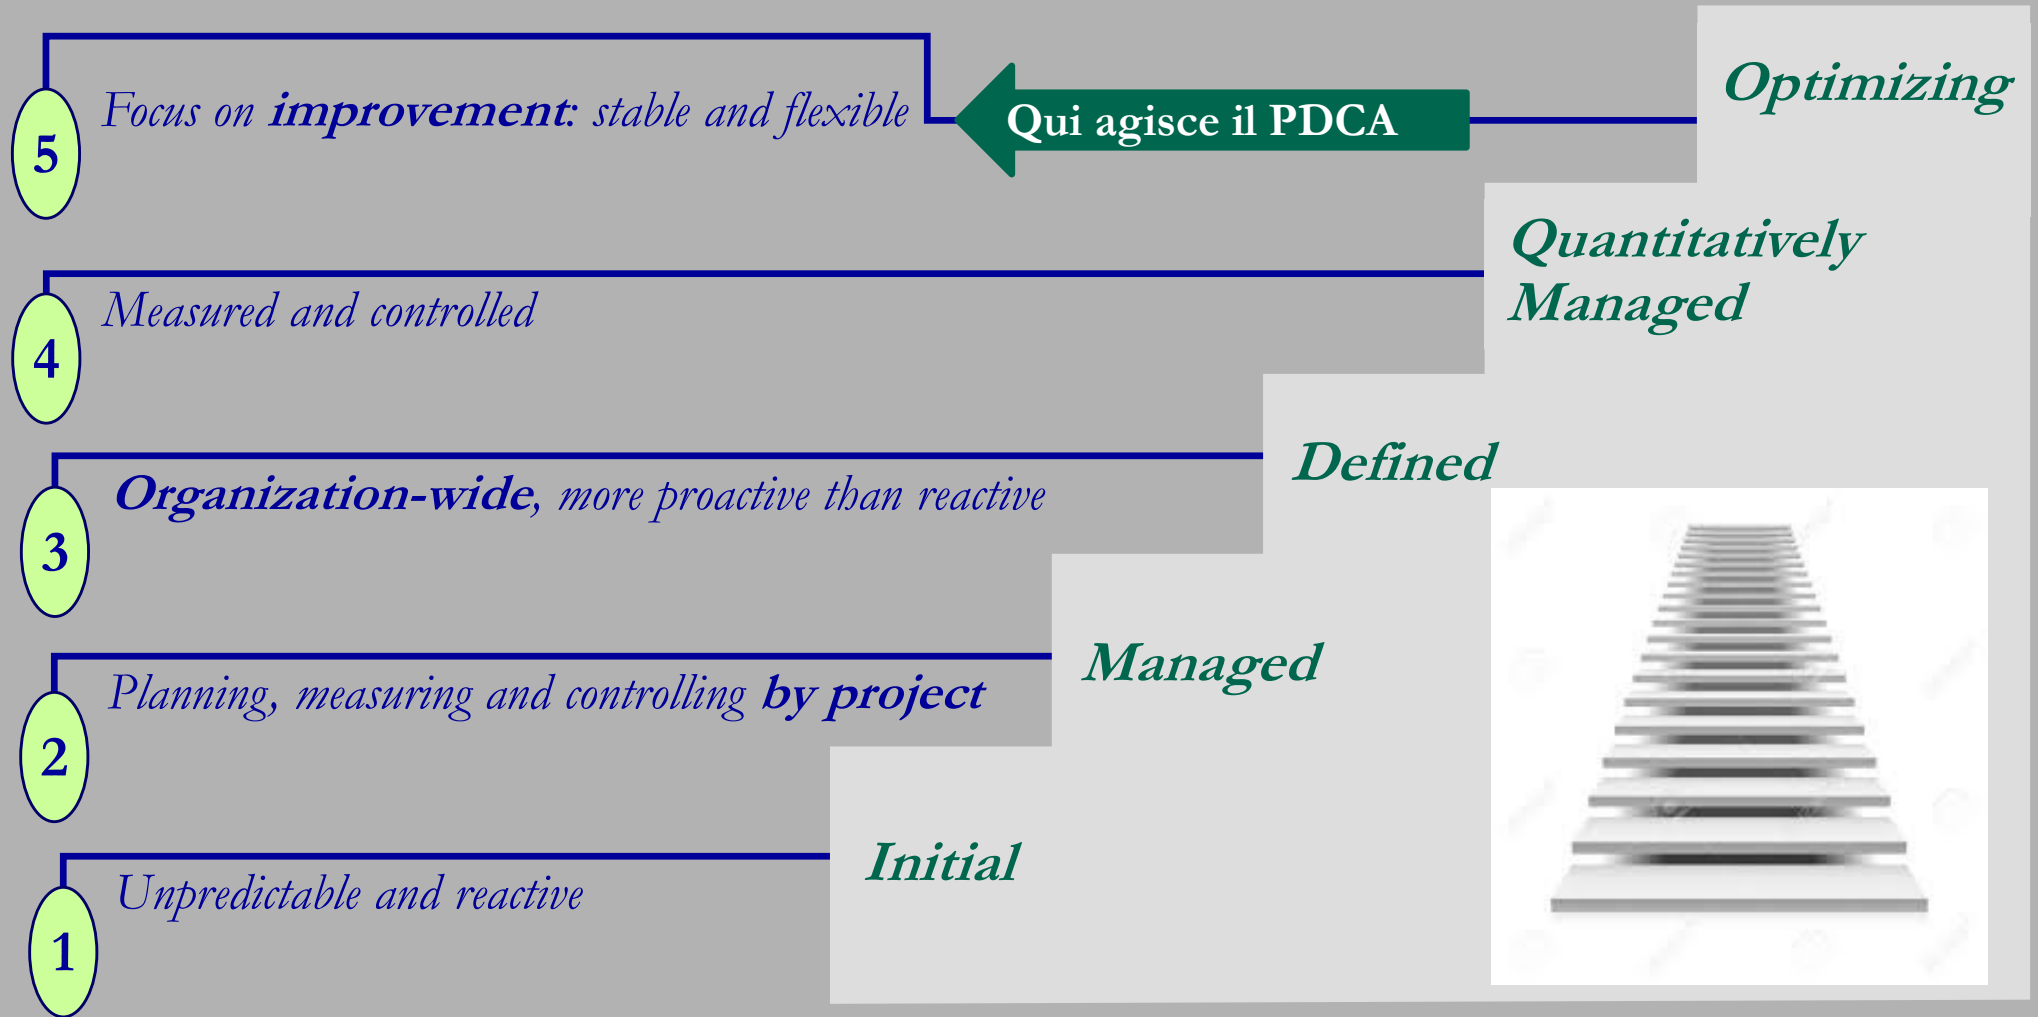 Optimizing
Focus on improvement: stable and flexible
Qui agisce il PDCA
5
Quantitatively
Managed
Measured and controlled
4
Defined
Organization-wide, more proactive than reactive
3
Managed
Planning, measuring and controlling by project
2
Initial
Unpredictable and reactive
1